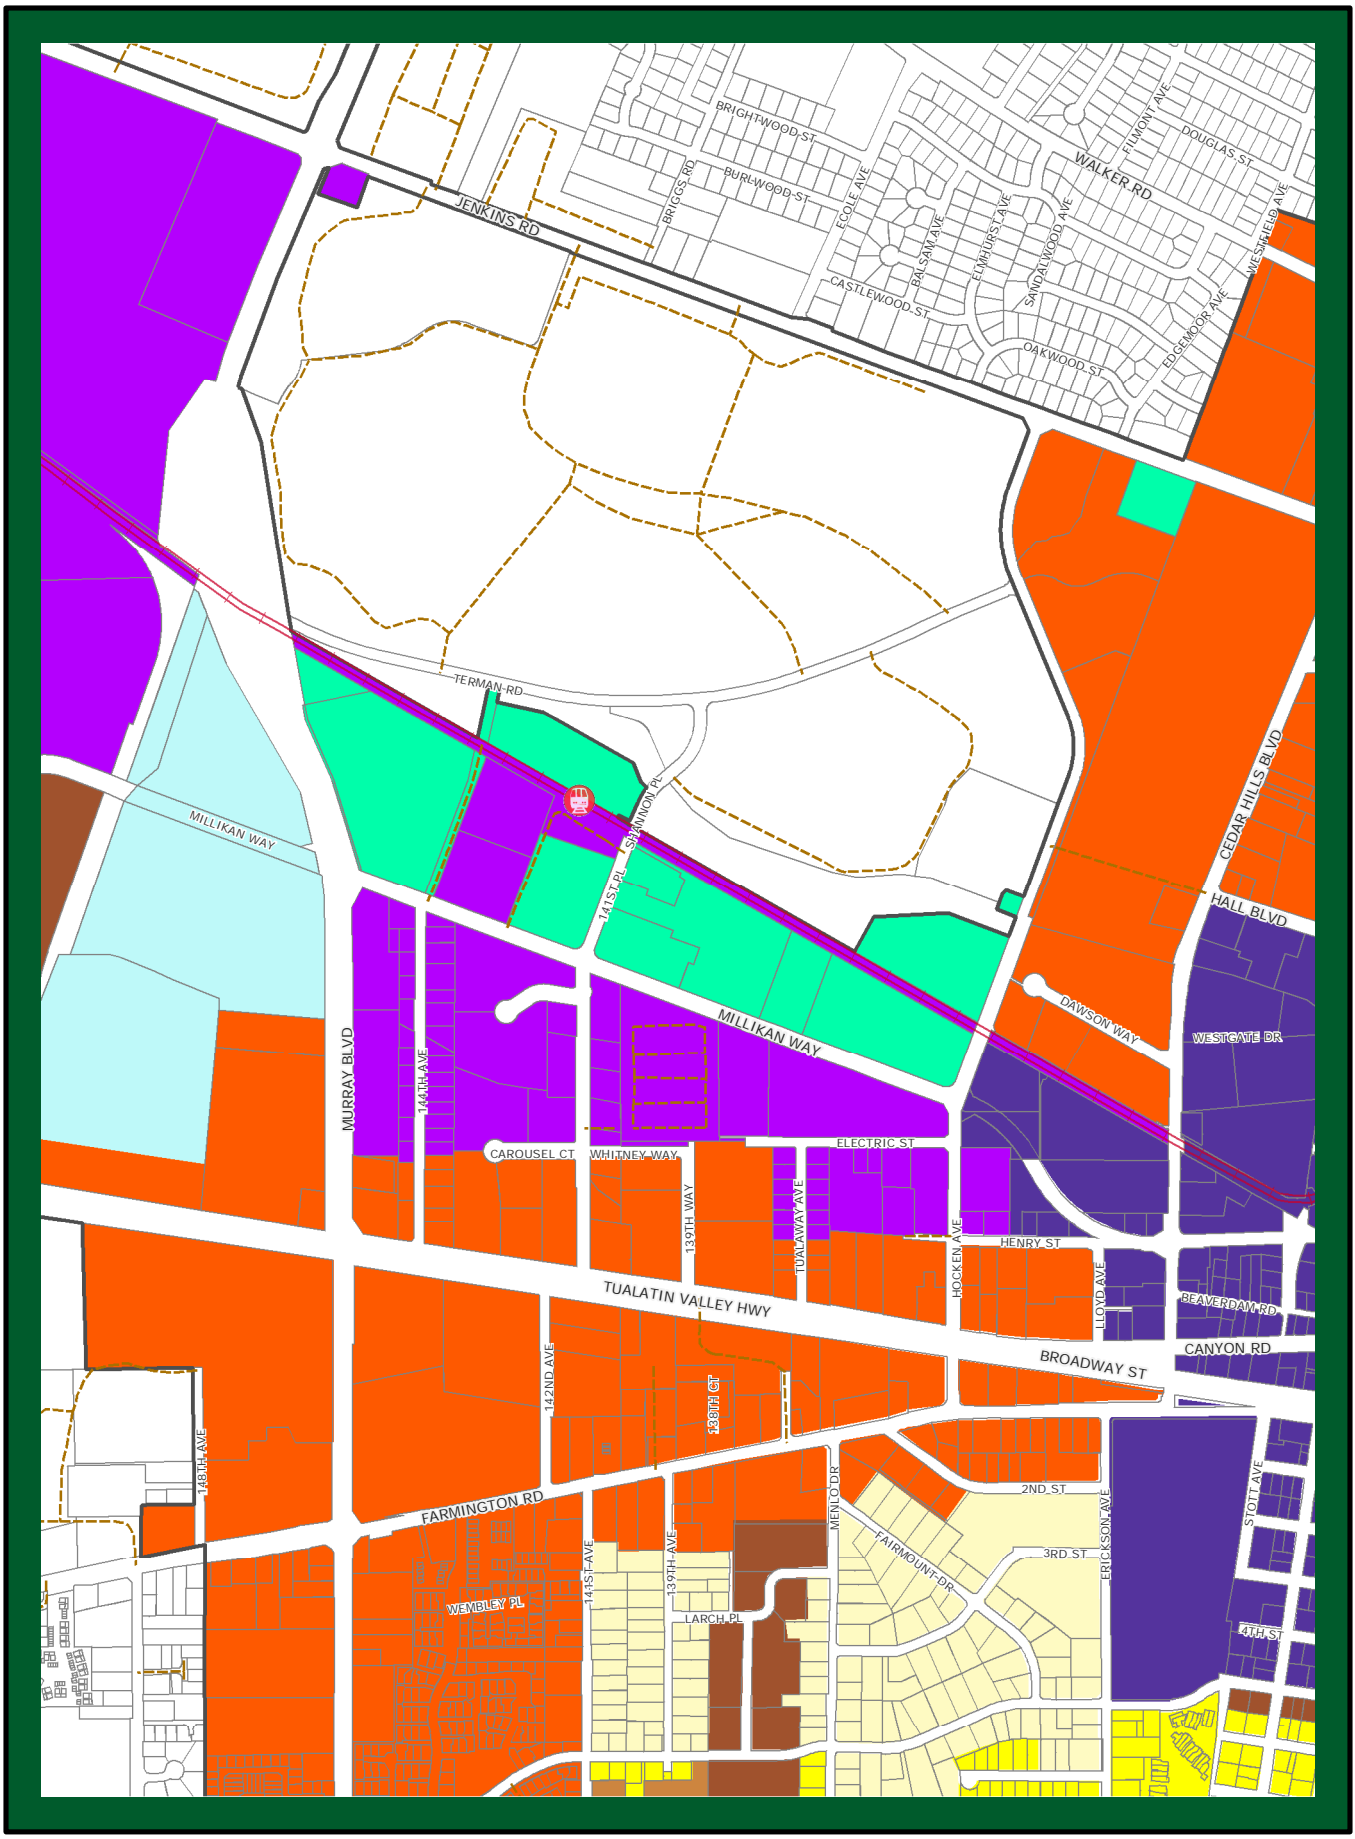 BRIGHTWOOD ST
FILMONT AVE
DOUGLAS ST
WALKER RD
BURLWOOD ST
BRIGGS RD
ECOLE AVE
JENKINS RD
BALSAM AVE
ELMHURST AVE
SANDALWOOD AVE
WESTFIELD AVE
CASTLEWOOD ST
EDGEMOOR AVE
OAKWOOD ST
TERMAN RD
CEDAR HILLS BLVD
MILLIKAN WAY
SHANNON PL
141ST PL
HALL BLVD
DAWSON WAY
MILLIKAN WAY
WESTGATE DR
MURRAY BLVD
144TH AVE
ELECTRIC ST
CAROUSEL CT
WHITNEY WAY
139TH WAY
TUALAWAY AVE
HOCKEN AVE
HENRY ST
LLOYD AVE
TUALATIN VALLEY HWY
BEAVERDAM RD
CANYON RD
BROADWAY ST
142ND AVE
138TH CT
148TH AVE
FARMINGTON RD
MENLO DR
2ND ST
ERICKSON AVE
STOTT AVE
141ST AVE
139TH AVE
FAIRMOUNT DR
3RD ST
WEMBLEY PL
LARCH PL
4TH ST